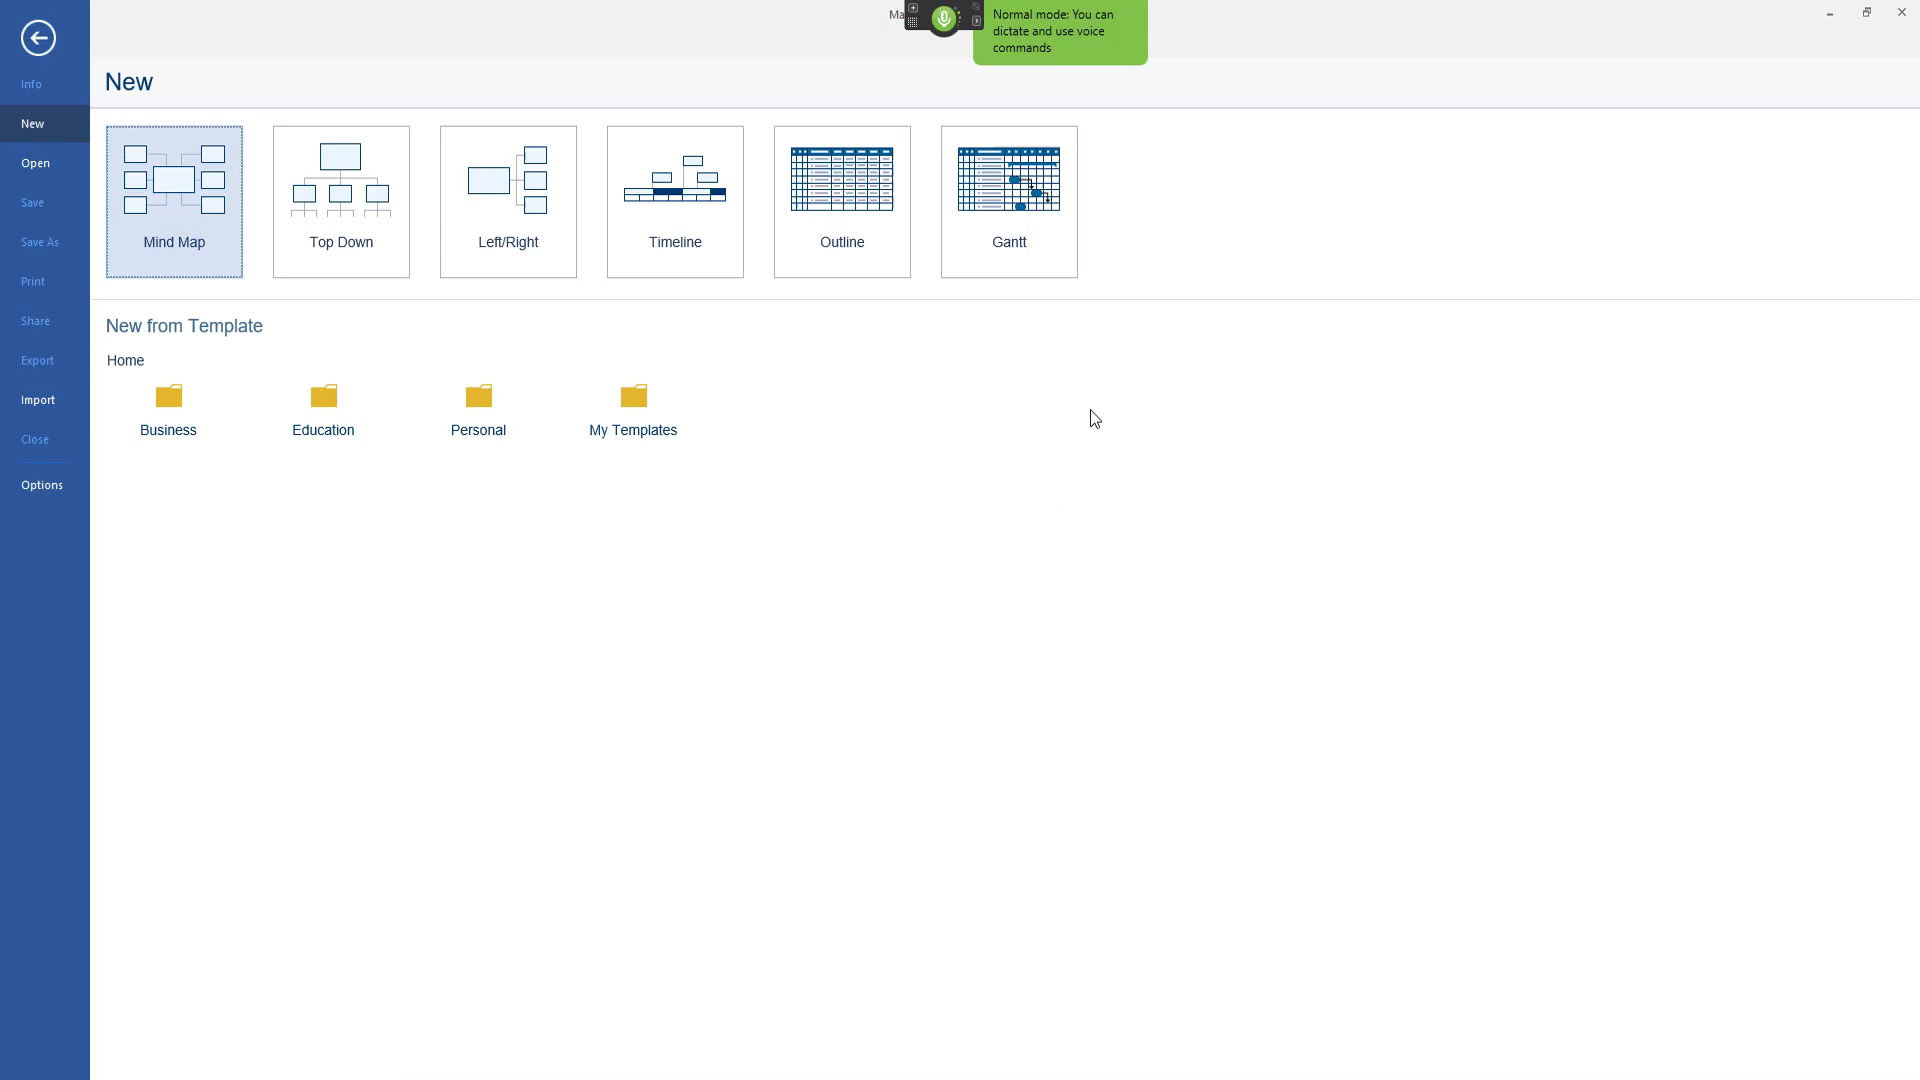 Ma
Normal mode: You can
dictate and use voice
commands
Info
New
Open
Save
Save As
Print
Share
Export
Import
Close
Options
New
Mind Map
Top Down
Left/Right
Timeline
Outline
Gantt
New from Template
Home
Business
Education
Personal
My Templates